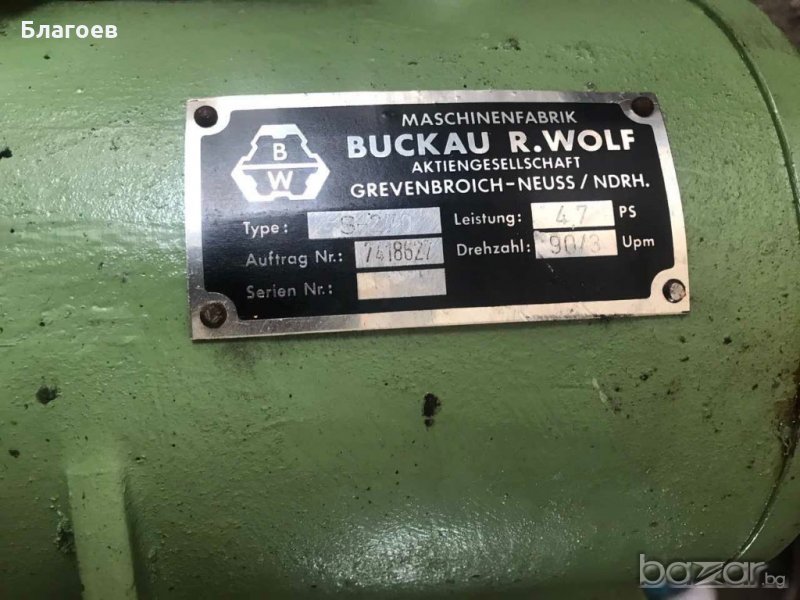 Благоев
MASCHINENFABRIK
BUCKAU R. WOLF
AKTIENGESELLSCHAFT
GREVENBROICH-NEUSS / NDRH.
B
W
Type: Leistung: 4,7 PS
Auftrag Nr.: 7418627 Drehzahl: 90/3 Upm
Serien Nr.:
bazar.bg